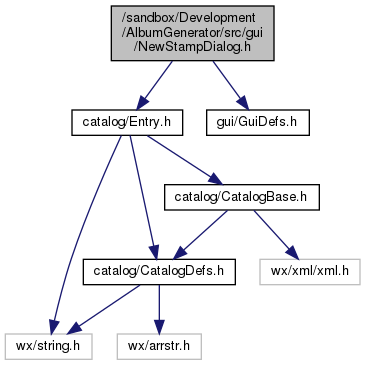 /sandbox/Development
/AlbumGenerator/src/gui
/NewStampDialog.h
catalog/Entry.h
gui/GuiDefs.h
catalog/CatalogBase.h
catalog/CatalogDefs.h
wx/xml/xml.h
wx/string.h
wx/arrstr.h